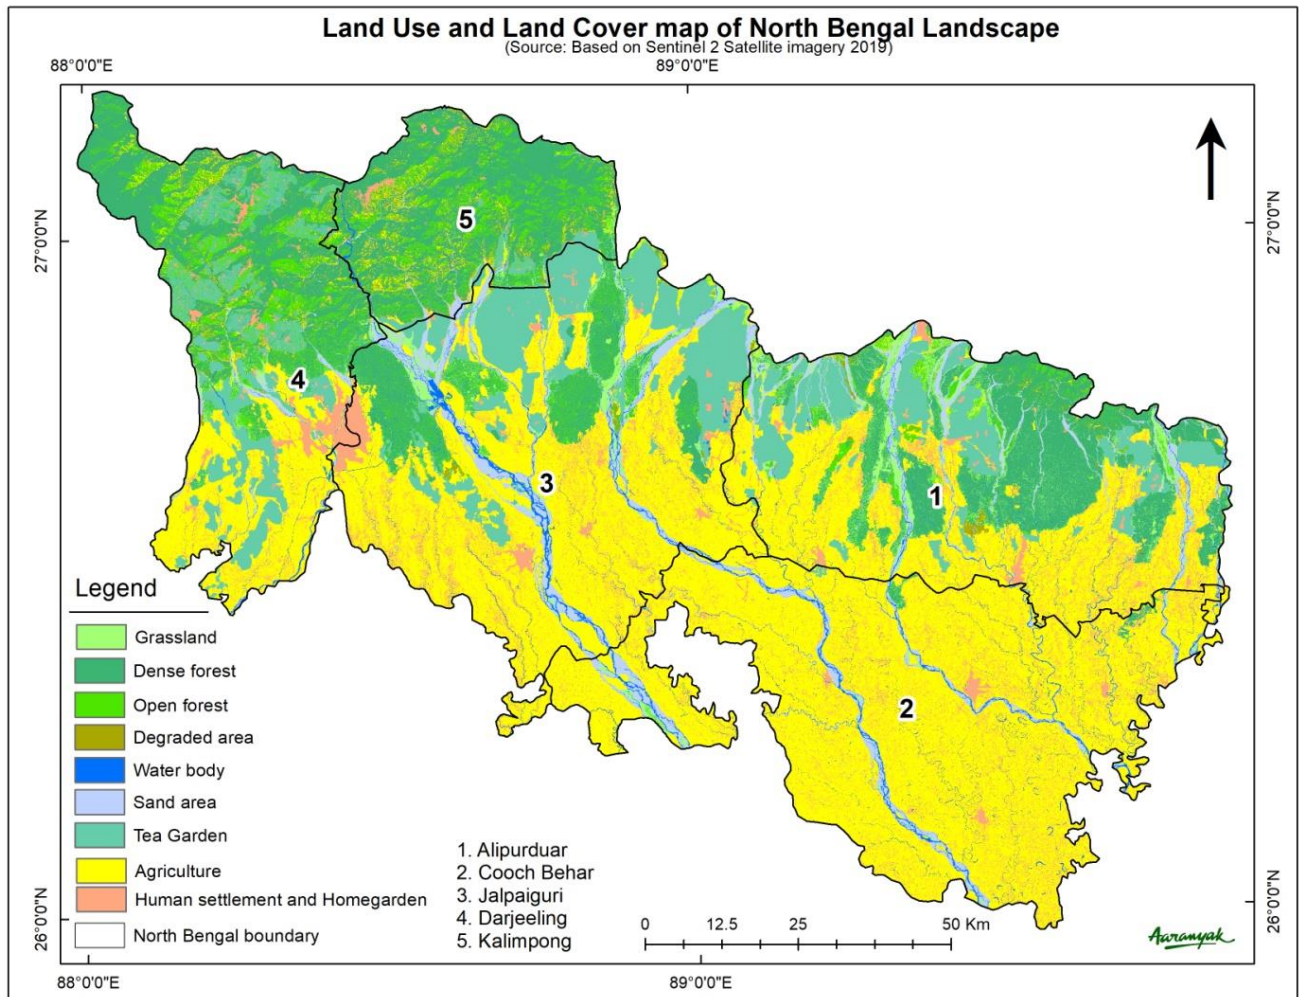 Land Use and Land Cover map of North Bengal Landscape
(Source: Based on Sentinel 2 Satellite imagery 2019)
88°0'0"E
89°0'0"E
27°0'0"N
27°0'0"N
5
4
3
1
2
Legend
Grassland
Dense forest
Open forest
Degraded area
Water body
Sand area
Tea Garden
Agriculture
Human settlement and Homegarden
North Bengal boundary
1. Alipurduar
2. Cooch Behar
3. Jalpaiguri
4. Darjeeling
5. Kalimpong
0 12.5 25 50 Km
26°0'0"N
26°0'0"N
Aaranyak
88°0'0"E
89°0'0"E